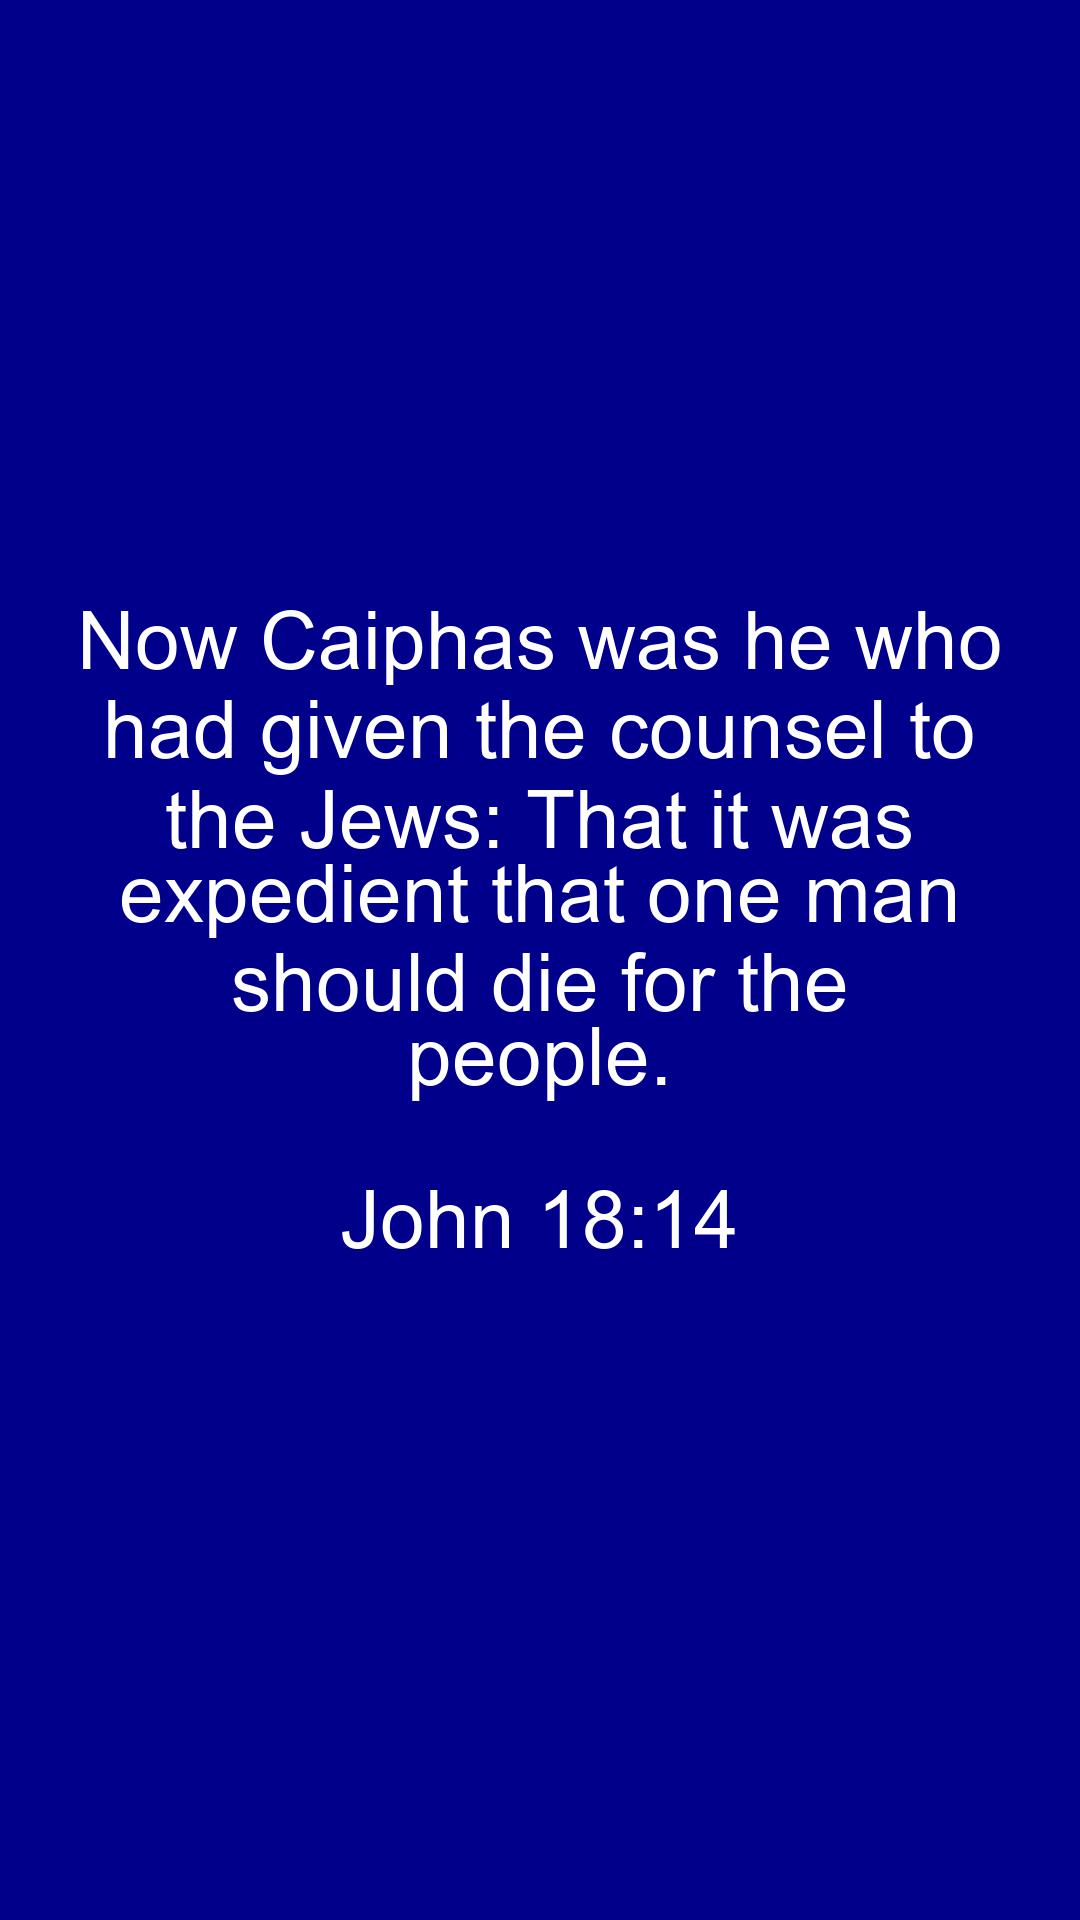 Now Caiphas was he who
had given the counsel to
the Jews: That it was
expedient that one man
should die for the
people.
John 18:14